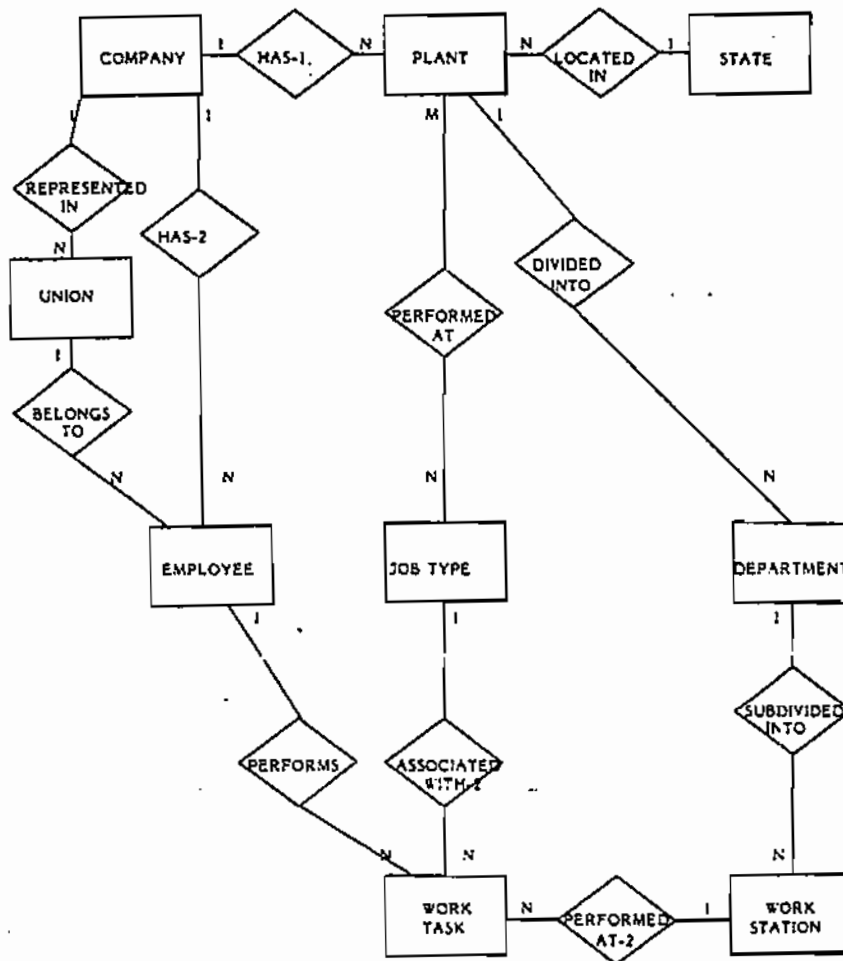 COMPANY
1
HAS-1
N
PLANT
N
LOCATED
IN
1
STATE
1
1
M
1
REPRESENTED
IN
HAS-2
N
UNION
DIVIDED
INTO
PERFORMED
AT
1
BELONGS
TO
N
N
N
N
EMPLOYEE
JOB TYPE
DEPARTMENT
1
1
1
SUBDIVIDED
INTO
PERFORMS
ASSOCIATED
N
N
N
WORK
TASK
N
PERFORMED
AT-2
1
WORK
STATION